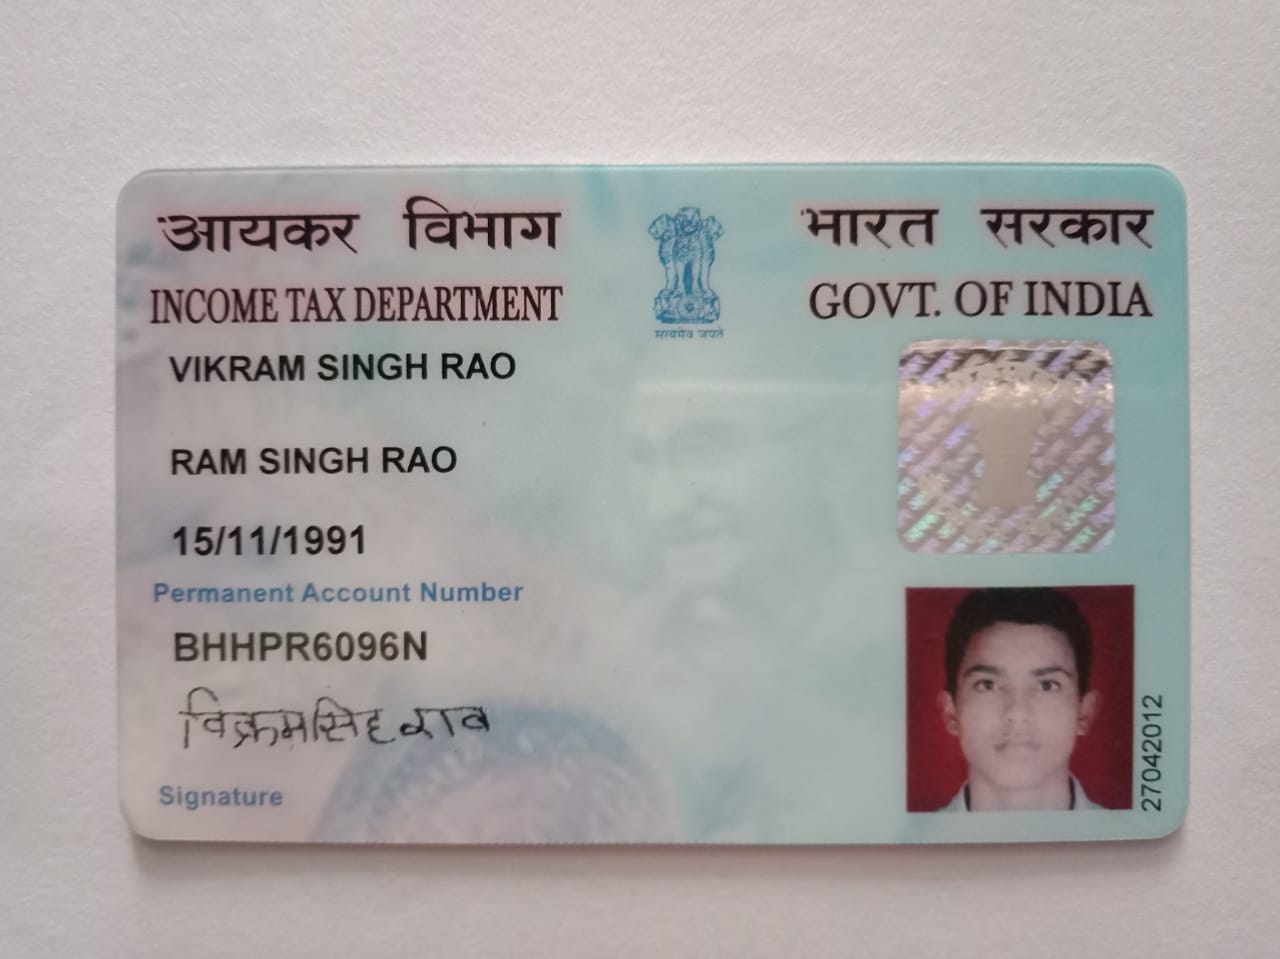 आयकर विभाग
भारत सरकार
INCOME TAX DEPARTMENT
GOVT. OF INDIA
सत्यमेव जयते
VIKRAM SINGH RAO
RAM SINGH RAO
15/11/1991
Permanent Account Number
BHHPR6096N
विक्रमसिंह राव
Signature
27042012